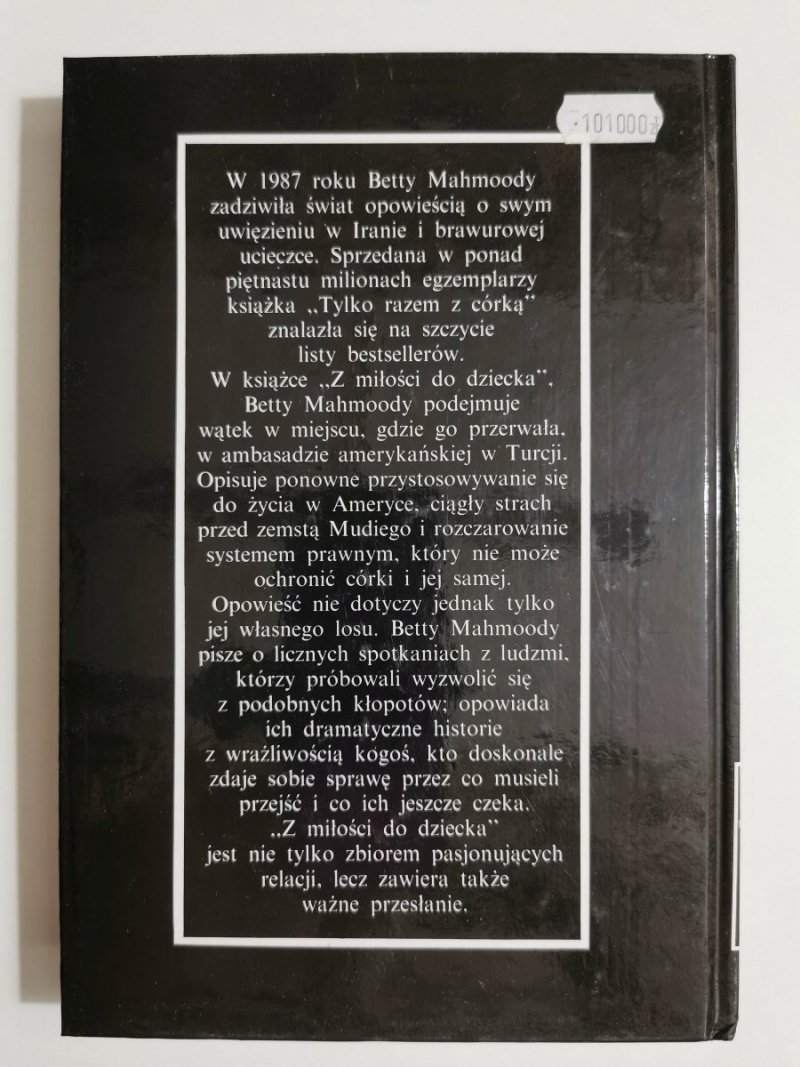 101000zł
W 1987 roku Betty Mahmoody
zadziwiła świat opowieścią o swym
uwięzieniu w Iranie i brawurowej
ucieczce. Sprzedana w ponad
piętnastu milionach egzemplarzy
książka „Tylko razem z córką”
znalazła się na szczycie
listy bestsellerów.
W książce „Z miłości do dziecka”,
Betty Mahmoody podejmuje
wątek w miejscu, gdzie go przerwała,
w ambasadzie amerykańskiej w Turcji.
Opisuje ponowne przystosowywanie się
do życia w Ameryce, ciągły strach
przed zemstą Mudiego i rozczarowanie
systemem prawnym, który nie może
ochronić córki i jej samej.
Opowieść nie dotyczy jednak tylko
jej własnego losu. Betty Mahmoody
pisze o licznych spotkaniach z ludzmi,
którzy próbowali wyzwolić się
z podobnych kłopotów; opowiada
ich dramatyczne historie
z wrażliwością kogoś, kto doskonale
zdaje sobie sprawę przez co musieli
przejść i co ich jeszcze czeka.
„Z miłości do dziecka”
jest nie tylko zbiorem pasjonujących
relacji, lecz zawiera także
ważne przesłanie.